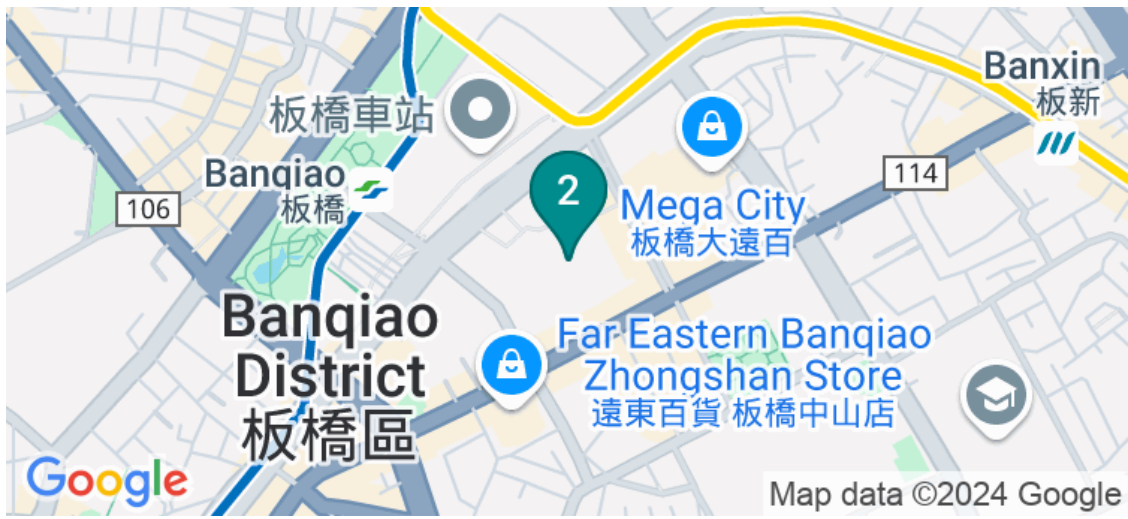 Banxin
板新
板橋車站
114
Banqiao
板橋
106
2
Mega City
板橋大遠百
Banqiao
District
板橋區
Far Eastern Banqiao
Zhongshan Store
遠東百貨 板橋中山店
Google
Map data ©2024 Google